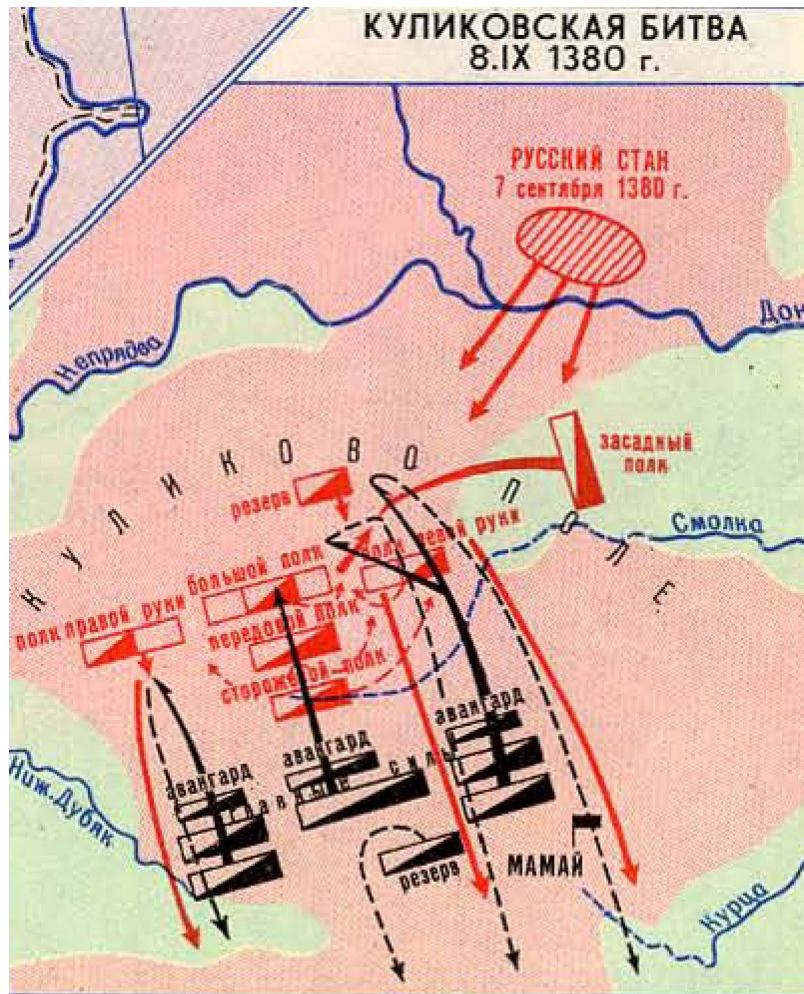 КУЛИКОВСКАЯ БИТВА
8.IX 1380 г.
РУССКИЙ СТАН
7 сентября 1380 г.
Дон
Непрядва
КУЛИКОВО ПОЛЕ
засадный
полк
резерв
Смолка
полк левой руки
большой полк
полк правой руки
передовой полк
сторожевой полк
авангард
авангард
авангард
главные силы
Ниж. Дубяк
резерв
МАМАЙ
Курца